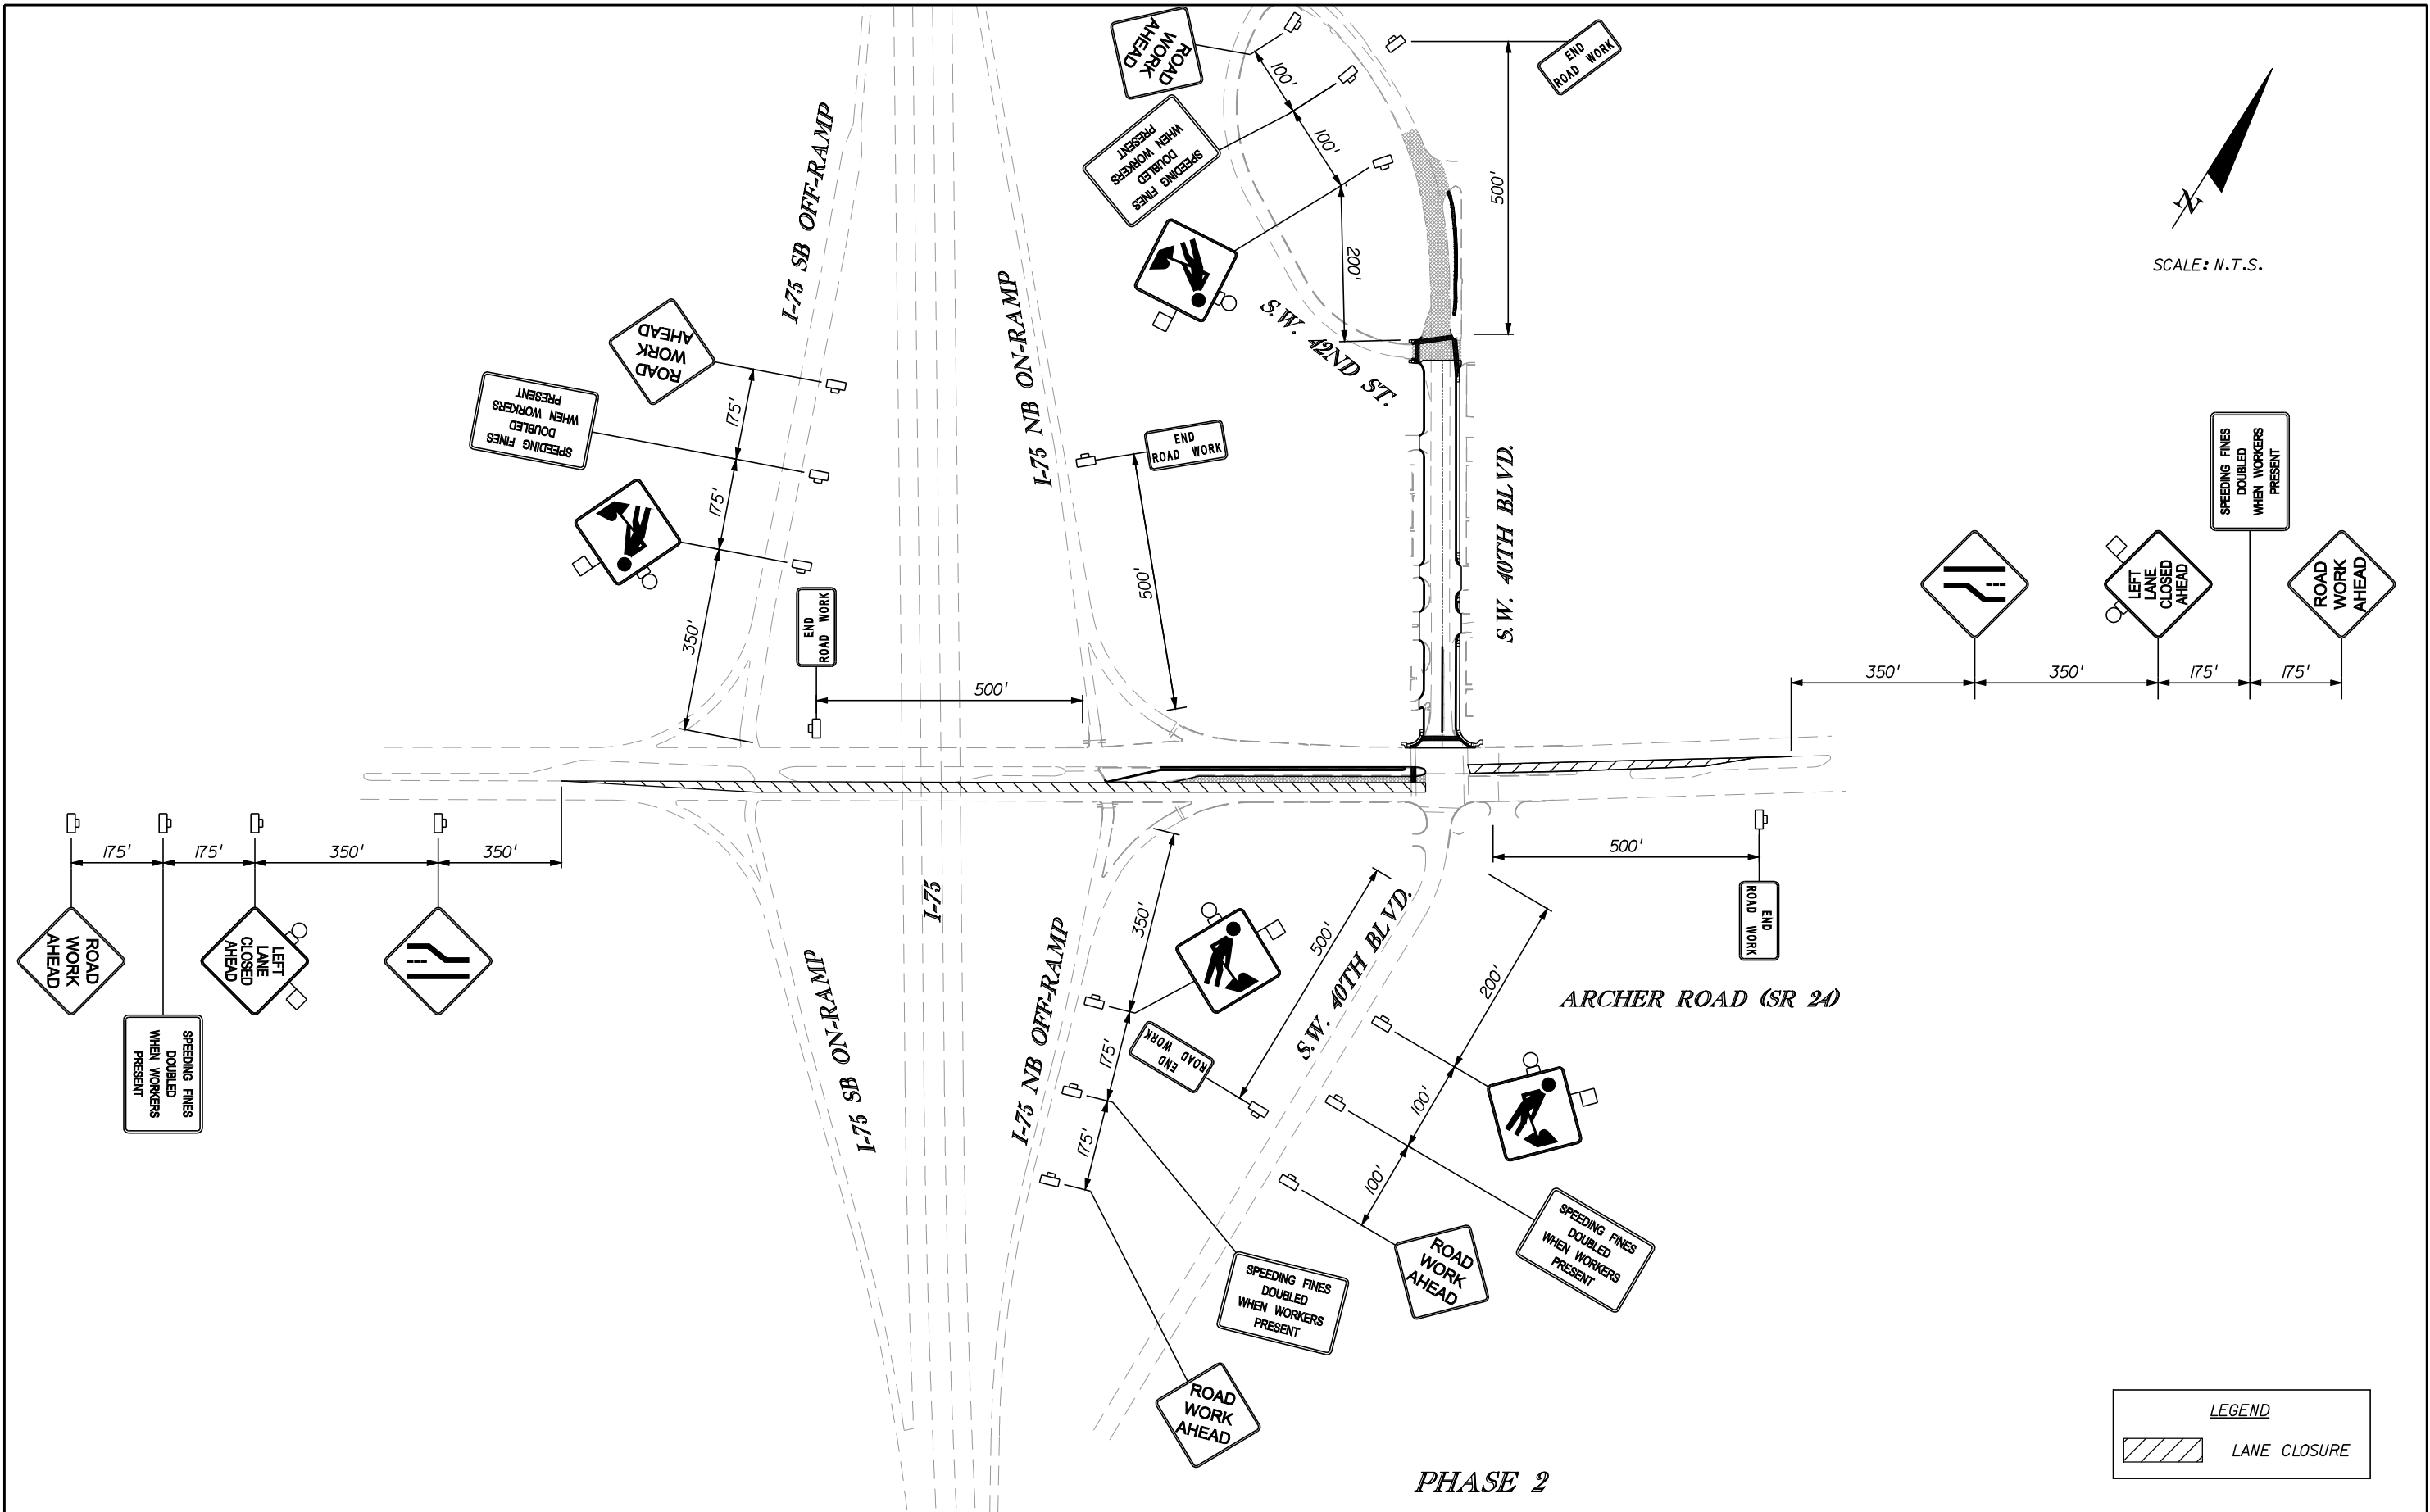 ROAD
WORK
AHEAD
100'
SPEEDING FINES
DOUBLED
WHEN WORKERS
PRESENT
100'
200'
END
ROAD WORK
500'
N
SCALE: N.T.S.
I-75 SB OFF-RAMP
I-75 NB ON-RAMP
S.W. 42ND ST.
S.W. 40TH BLVD.
ROAD
WORK
AHEAD
175'
SPEEDING FINES
DOUBLED
WHEN WORKERS
PRESENT
175'
350'
END
ROAD WORK
500'
END
ROAD WORK
500'
SPEEDING FINES
DOUBLED
WHEN WORKERS
PRESENT
LEFT
LANE
CLOSED
AHEAD
ROAD
WORK
AHEAD
350'
350'
175'
175'
175'
175'
350'
350'
ROAD
WORK
AHEAD
LEFT
LANE
CLOSED
AHEAD
SPEEDING FINES
DOUBLED
WHEN WORKERS
PRESENT
I-75
I-75 SB ON-RAMP
I-75 NB OFF-RAMP
350'
175'
175'
END
ROAD WORK
500'
S.W. 40TH BLVD.
200'
100'
100'
500'
END
ROAD WORK
ARCHER ROAD (SR 24)
SPEEDING FINES
DOUBLED
WHEN WORKERS
PRESENT
ROAD
WORK
AHEAD
SPEEDING FINES
DOUBLED
WHEN WORKERS
PRESENT
ROAD
WORK
AHEAD
PHASE 2
LEGEND
LANE CLOSURE